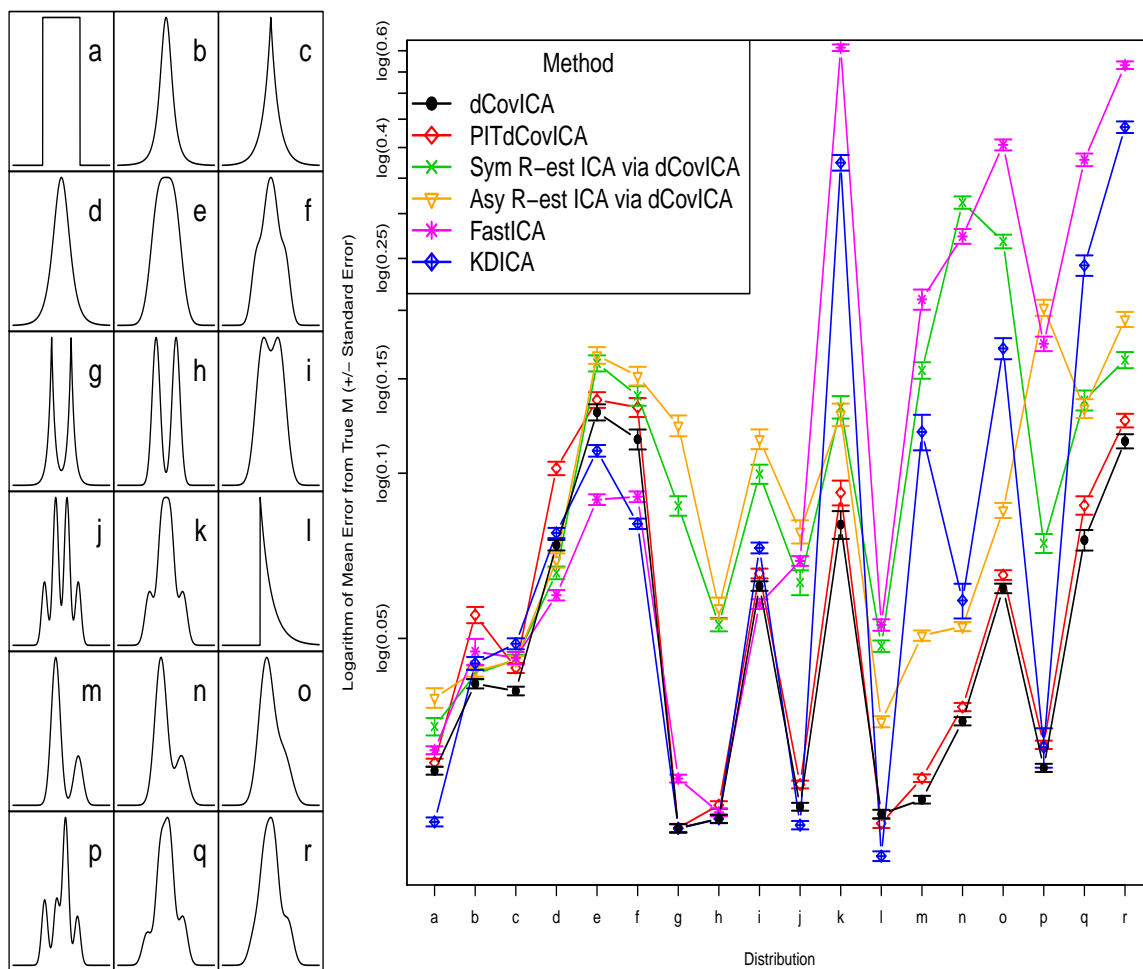 a
b
c
d
e
f
g
h
i
j
k
l
m
n
o
p
q
r
Logarithm of Mean Error from True M (+/− Standard Error)
log(0.6)
log(0.4)
log(0.25)
log(0.15)
log(0.1)
log(0.05)
Method
dCovICA
PITdCovICA
Sym R−est ICA via dCovICA
Asy R−est ICA via dCovICA
FastICA
KDICA
a b c d e f g h i j k l m n o p q r
Distribution